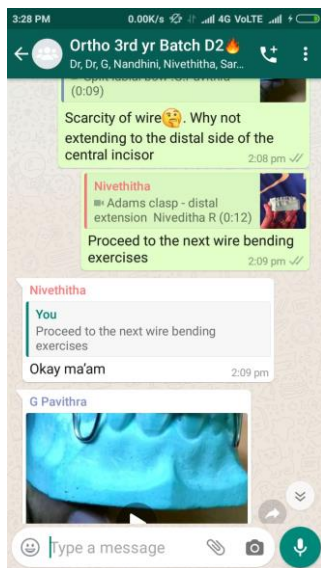 3:28 PM 0.00K/s 4G VoLTE
Ortho 3rd yr Batch D2🔥
Dr, Dr, G, Nandhini, Nivethitha, Sar...
(0:09)
Scarcity of wire🤔. Why not
extending to the distal side of the
central incisor
2:08 pm
Nivethitha
Adams clasp - distal
extension Niveditha R (0:12)
Proceed to the next wire bending
exercises
2:09 pm
Nivethitha
You
Proceed to the next wire bending
exercises
Okay ma'am
2:09 pm
G Pavithra
Type a message